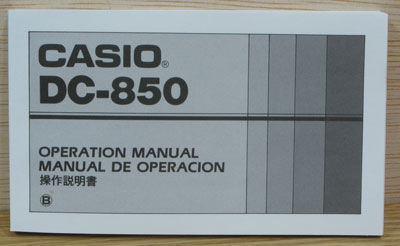 CASIO®
DC-850
OPERATION MANUAL
MANUAL DE OPERACION
操作説明書
Ⓑ